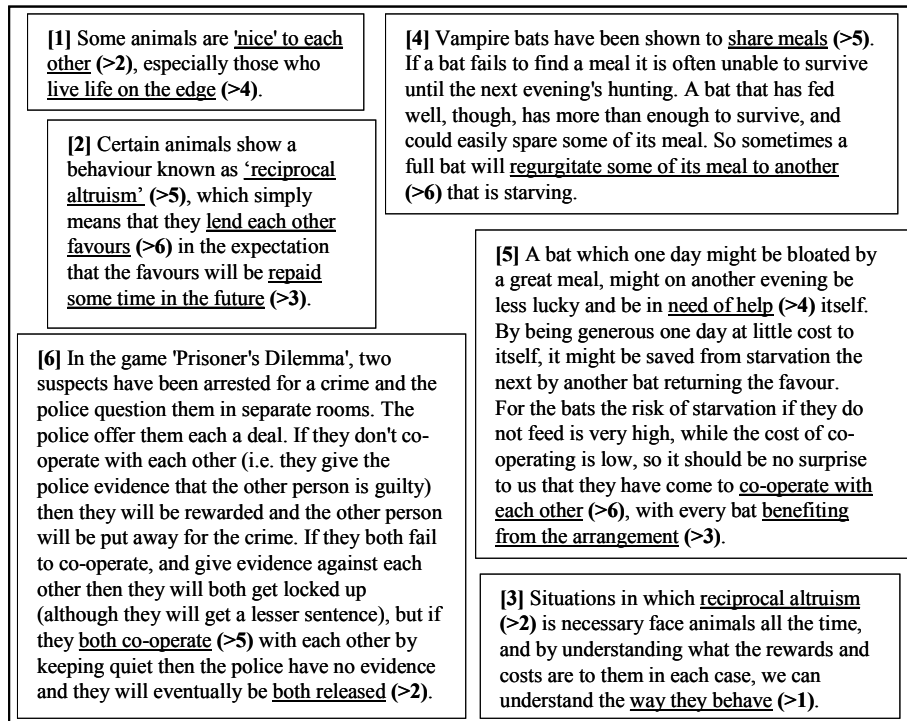 [1] Some animals are 'nice' to each
other (>2), especially those who
live life on the edge (>4).
[2] Certain animals show a
behaviour known as ‘reciprocal
altruism’ (>5), which simply
means that they lend each other
favours (>6) in the expectation
that the favours will be repaid
some time in the future (>3).
[6] In the game 'Prisoner's Dilemma', two
suspects have been arrested for a crime and the
police question them in separate rooms. The
police offer them each a deal. If they don't co-
operate with each other (i.e. they give the
police evidence that the other person is guilty)
then they will be rewarded and the other person
will be put away for the crime. If they both fail
to co-operate, and give evidence against each
other then they will both get locked up
(although they will get a lesser sentence), but if
they both co-operate (>5) with each other by
keeping quiet then the police have no evidence
and they will eventually be both released (>2).
[4] Vampire bats have been shown to share meals (>5).
If a bat fails to find a meal it is often unable to survive
until the next evening's hunting. A bat that has fed
well, though, has more than enough to survive, and
could easily spare some of its meal. So sometimes a
full bat will regurgitate some of its meal to another
(>6) that is starving.
[5] A bat which one day might be bloated by
a great meal, might on another evening be
less lucky and be in need of help (>4) itself.
By being generous one day at little cost to
itself, it might be saved from starvation the
next by another bat returning the favour.
For the bats the risk of starvation if they do
not feed is very high, while the cost of co-
operating is low, so it should be no surprise
to us that they have come to co-operate with
each other (>6), with every bat benefiting
from the arrangement (>3).
[3] Situations in which reciprocal altruism
(>2) is necessary face animals all the time,
and by understanding what the rewards and
costs are to them in each case, we can
understand the way they behave (>1).